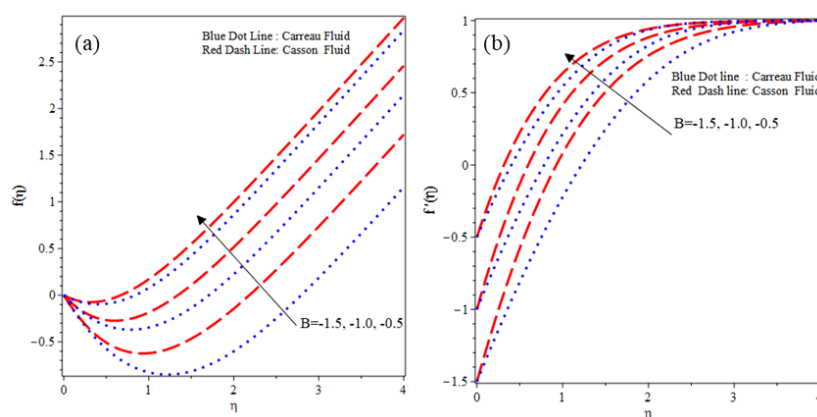 (a)
Blue Dot Line : Carreau Fluid
Red Dash Line: Casson Fluid
2.5
2
1.5
1
0.5
0
-0.5
f(η)
B=-1.5, -1.0, -0.5
0
1
2
3
4
η
(b)
1
0.5
0
-0.5
-1
-1.5
f'(η)
Blue Dot line : Carreau Fluid
Red Dash line: Casson Fluid
B=-1.5, -1.0, -0.5
0
1
2
3
4
η